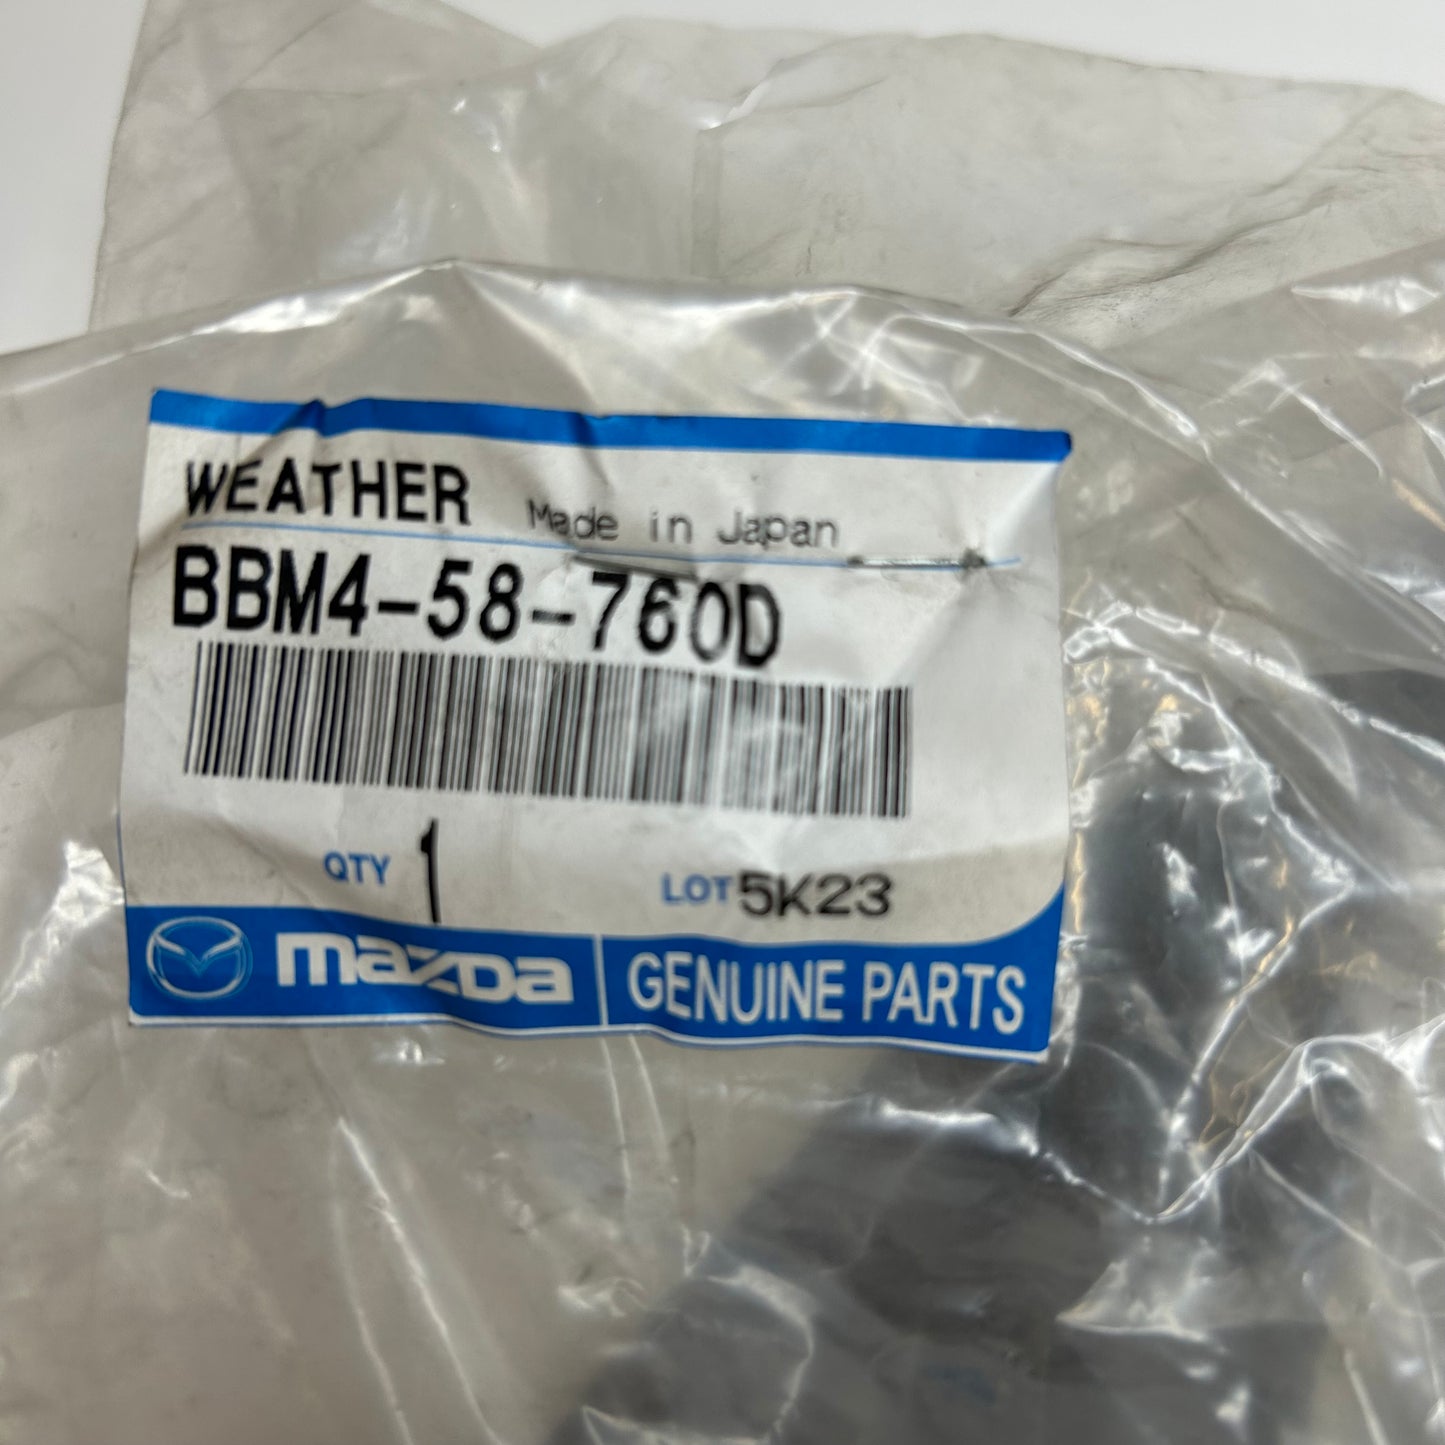 WEATHER Made in Japan
BBM4-58-760D
QTY 1 LOT 5K23
mazda GENUINE PARTS